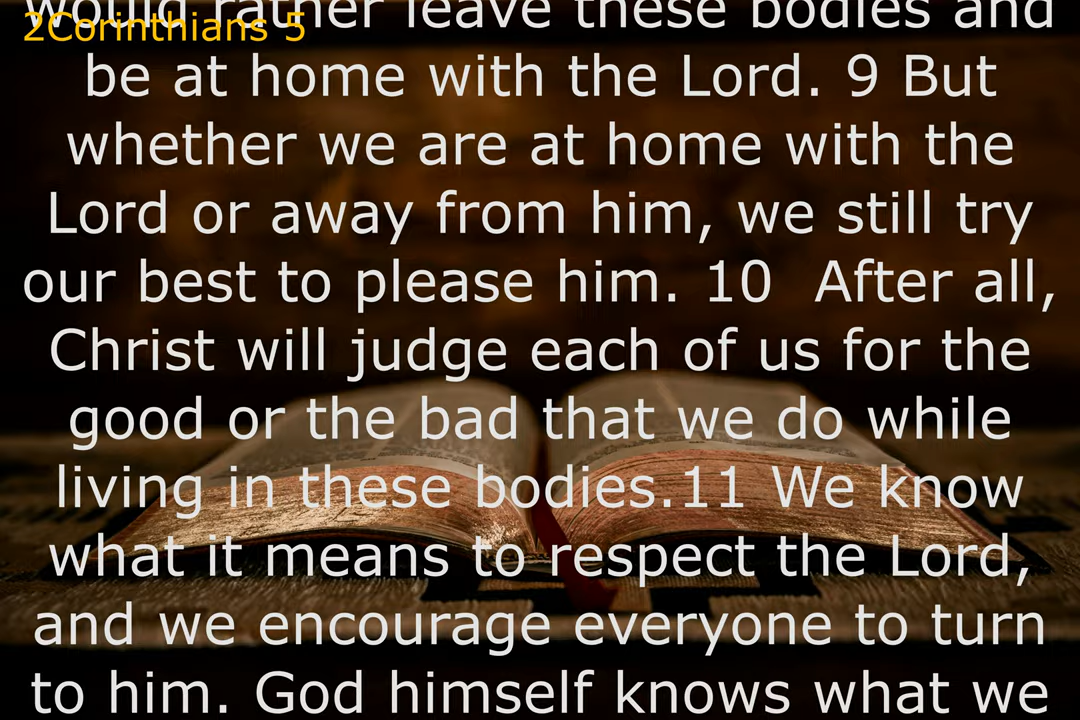 would rather leave these bodies and
2Corinthians 5
be at home with the Lord. 9 But
whether we are at home with the
Lord or away from him, we still try
our best to please him. 10  After all,
Christ will judge each of us for the
good or the bad that we do while
living in these bodies.11 We know
what it means to respect the Lord,
and we encourage everyone to turn
to him. God himself knows what we